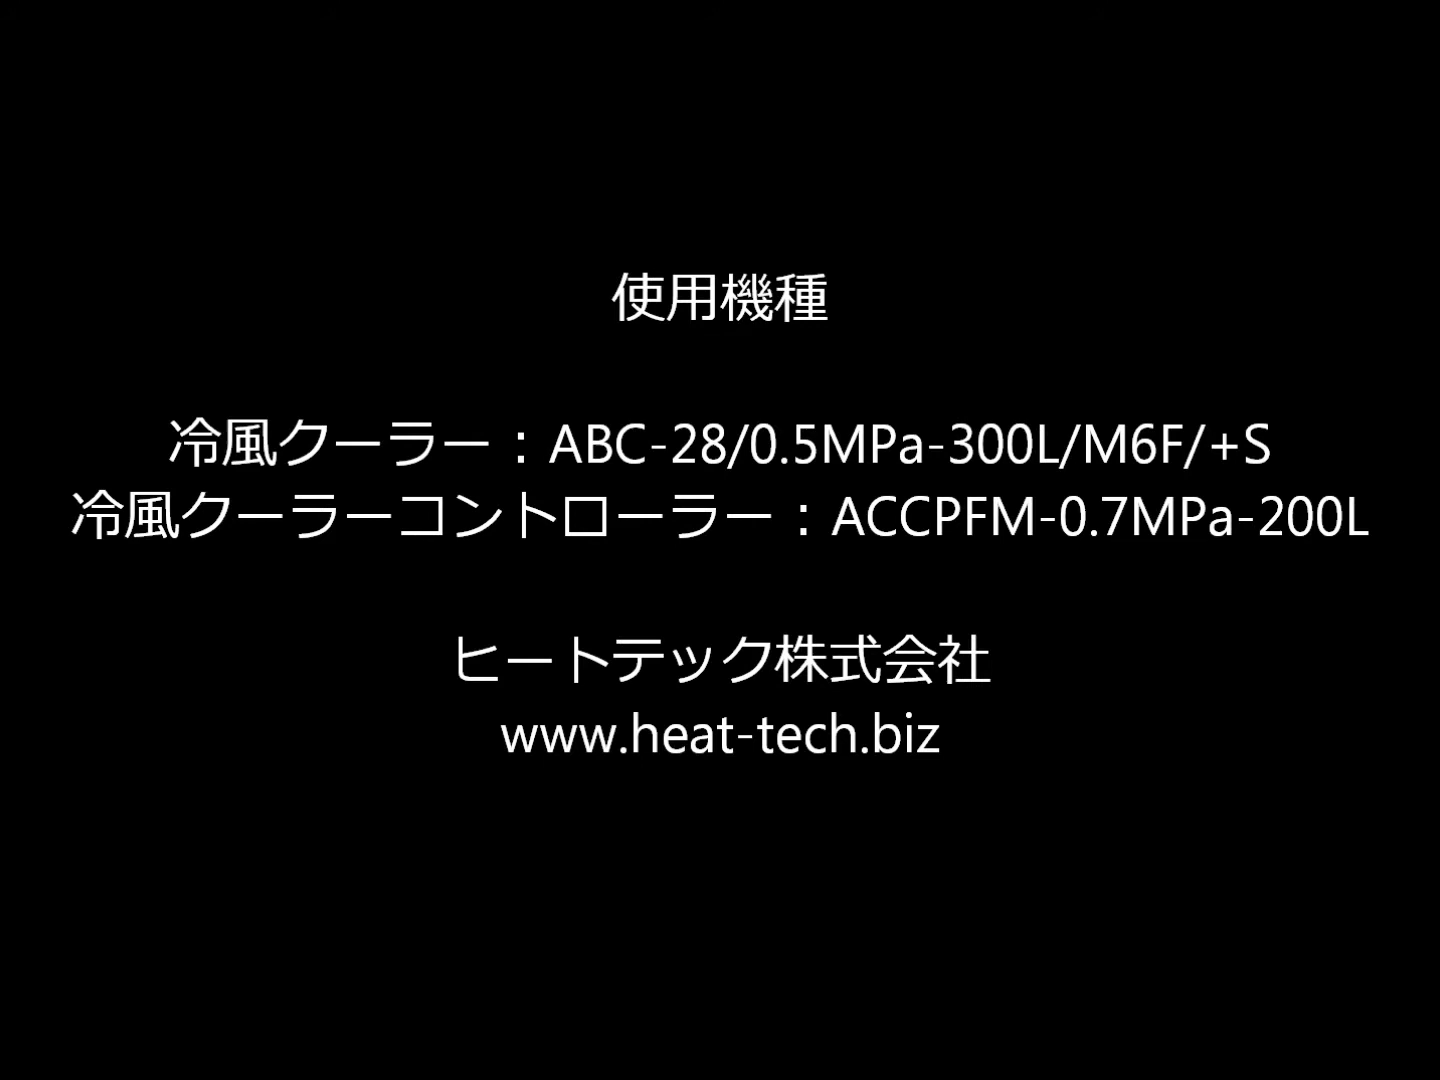 使用機種
冷風クーラー：ABC-28/0.5MPa-300L/M6F/+S
冷風クーラーコントローラー：ACCPFM-0.7MPa-200L
ヒートテック株式会社
www.heat-tech.biz